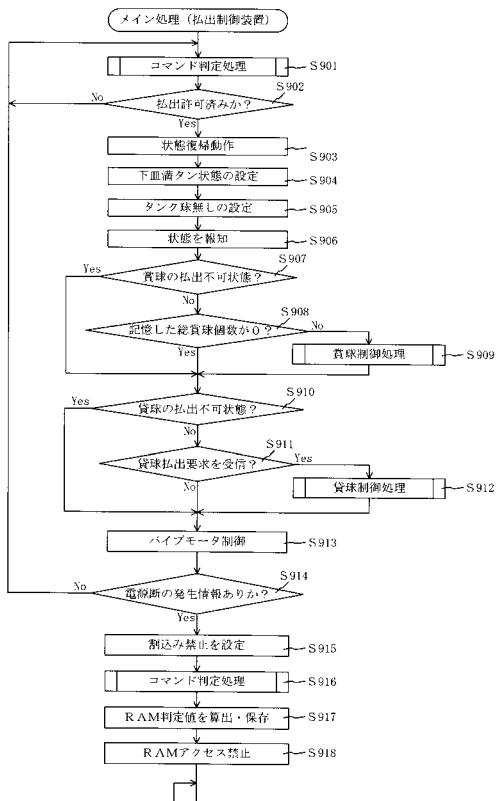 メイン処理（払出制御装置）
コマンド判定処理
S901
払出許可済みか？
S902
No
Yes
状態復帰動作
S903
下皿満タン状態の設定
S904
タンク球無しの設定
S905
状態を報知
S906
賞球の払出不可状態？
S907
Yes
No
記憶した総賞球個数が０？
S908
No
Yes
賞球制御処理
S909
貸球の払出不可状態？
S910
Yes
No
貸球払出要求を受信？
S911
Yes
No
貸球制御処理
S912
バイブモータ制御
S913
電源断の発生情報ありか？
S914
No
Yes
割込み禁止を設定
S915
コマンド判定処理
S916
ＲＡＭ判定値を算出・保存
S917
ＲＡＭアクセス禁止
S918